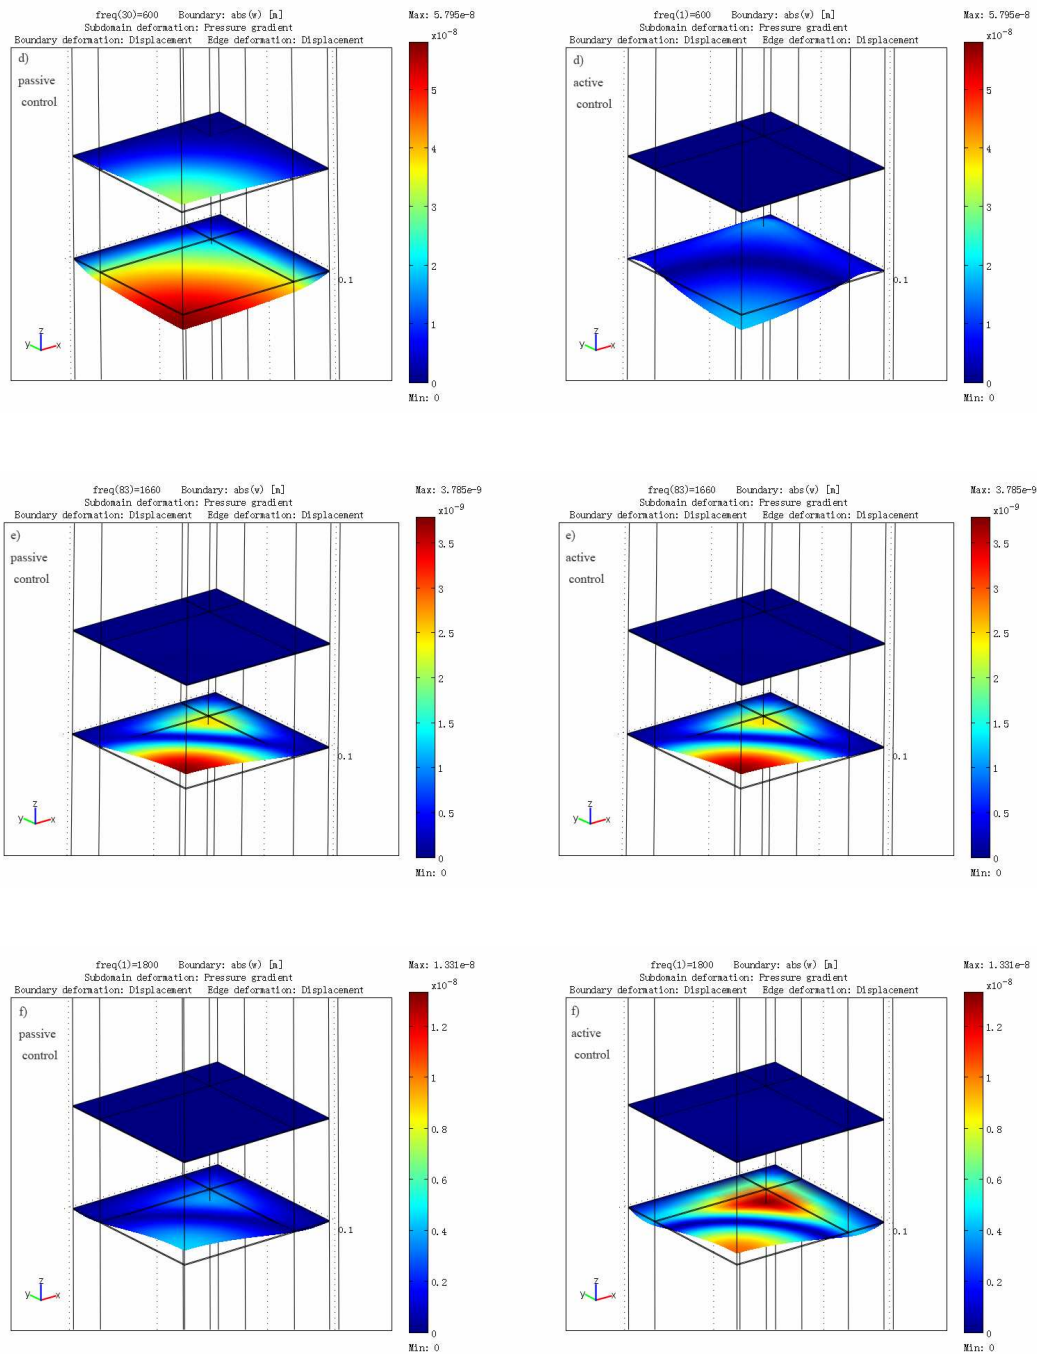 freq(30)=600 Boundary: abs(w) [m] Max: 5.795e-8
Subdomain deformation: Pressure gradient
Boundary deformation: Displacement Edge deformation: Displacement
x10-8
d)
passive
control
5
4
3
2
1
0
0.1
z
y
x
Min: 0
freq(1)=600 Boundary: abs(w) [m] Max: 5.795e-8
Subdomain deformation: Pressure gradient
Boundary deformation: Displacement Edge deformation: Displacement
x10-8
d)
active
control
5
4
3
2
1
0
0.1
z
y
x
Min: 0
freq(83)=1660 Boundary: abs(w) [m] Max: 3.785e-9
Subdomain deformation: Pressure gradient
Boundary deformation: Displacement Edge deformation: Displacement
x10-9
e)
passive
control
3.5
3
2.5
2
1.5
1
0.5
0
0.1
z
y
x
Min: 0
freq(83)=1660 Boundary: abs(w) [m] Max: 3.785e-9
Subdomain deformation: Pressure gradient
Boundary deformation: Displacement Edge deformation: Displacement
x10-9
e)
active
control
3.5
3
2.5
2
1.5
1
0.5
0
0.1
z
y
x
Min: 0
freq(1)=1800 Boundary: abs(w) [m] Max: 1.331e-8
Subdomain deformation: Pressure gradient
Boundary deformation: Displacement Edge deformation: Displacement
x10-8
f)
passive
control
1.2
1
0.8
0.6
0.4
0.2
0
0.1
z
y
x
Min: 0
freq(1)=1800 Boundary: abs(w) [m] Max: 1.331e-8
Subdomain deformation: Pressure gradient
Boundary deformation: Displacement Edge deformation: Displacement
x10-8
f)
active
control
1.2
1
0.8
0.6
0.4
0.2
0
0.1
z
y
x
Min: 0